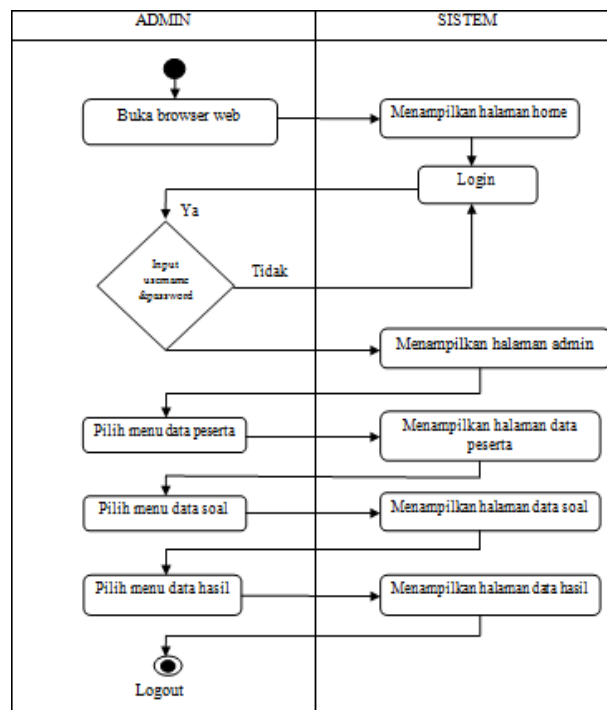 ADMIN
SISTEM
Buka browser web
Menampilkan halaman home
Login
Ya
Input
username
&password
Tidak
Menampilkan halaman admin
Pilih menu data peserta
Menampilkan halaman data
peserta
Pilih menu data soal
Menampilkan halaman data soal
Pilih menu data hasil
Menampilkan halaman data hasil
Logout